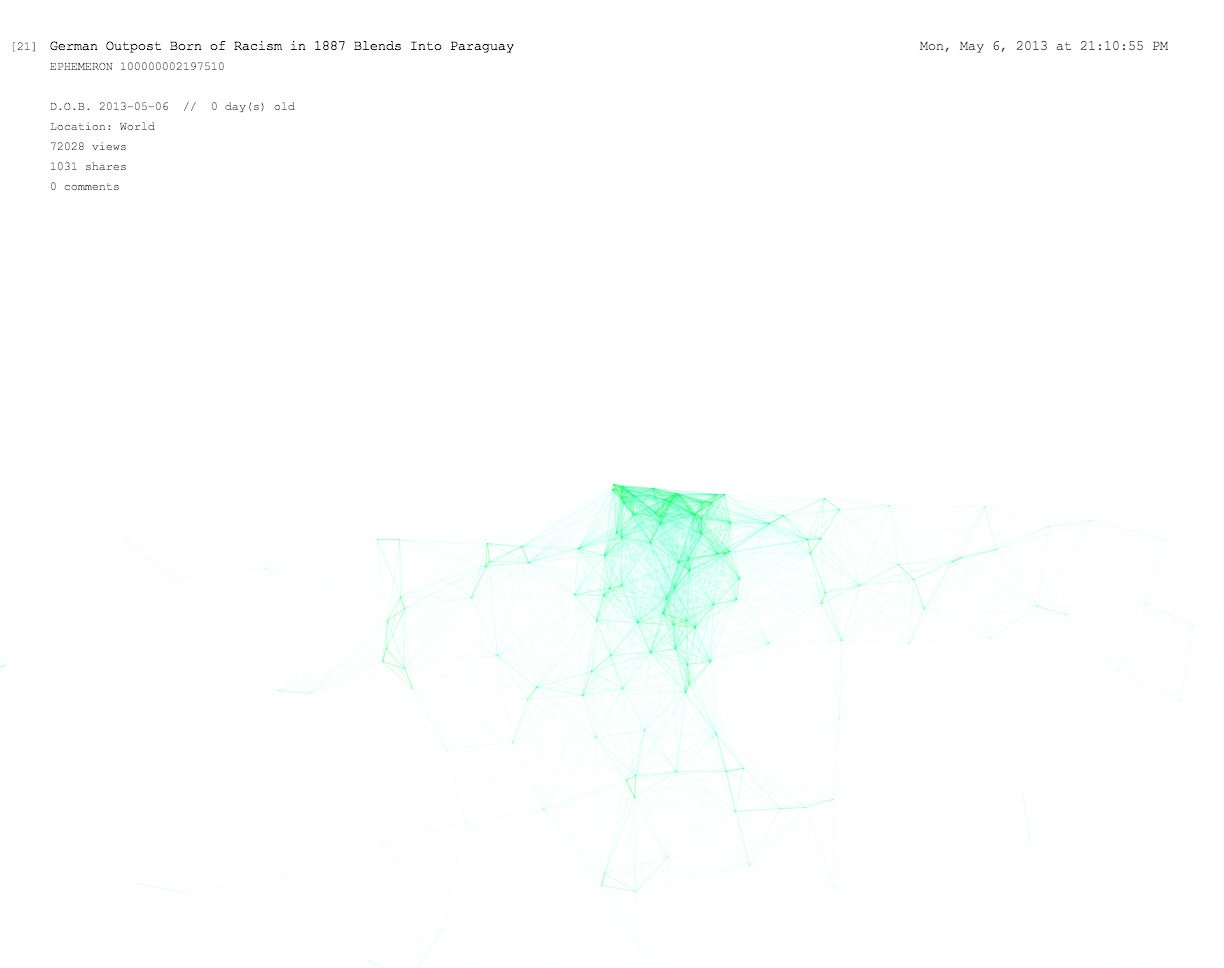 [21] German Outpost Born of Racism in 1887 Blends Into Paraguay Mon, May 6, 2013 at 21:10:55 PM
EPHEMERON 100000002197510
D.O.B. 2013-05-06 // 0 day(s) old
Location: World
72028 views
1031 shares
0 comments